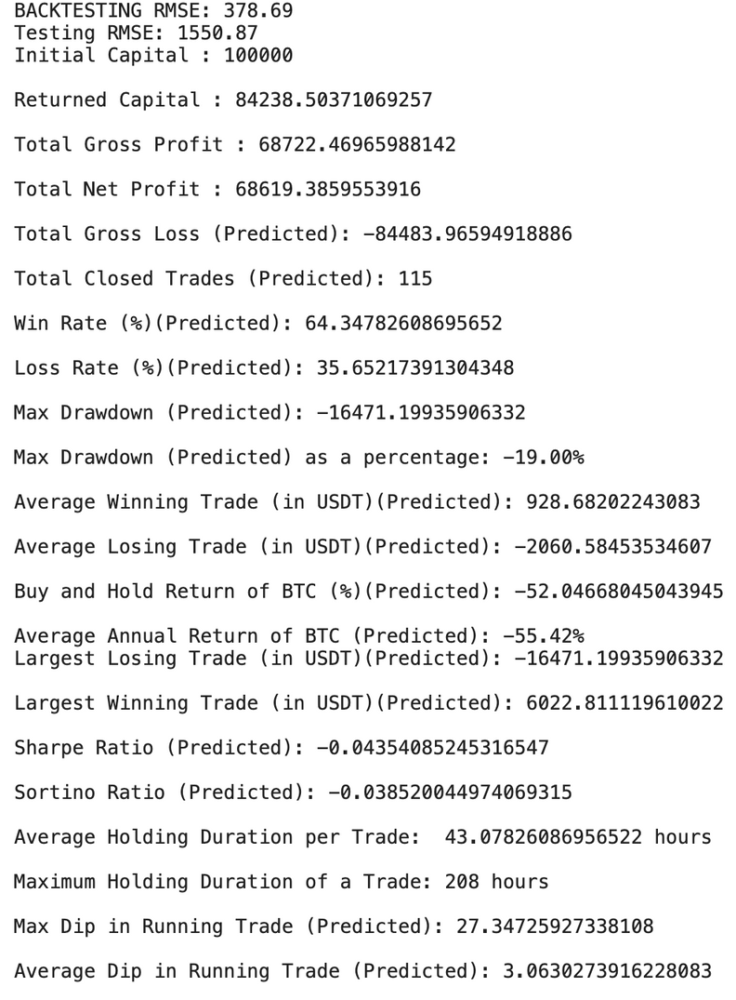 BACKTESTING RMSE: 378.69
Testing RMSE: 1550.87
Initial Capital : 100000
Returned Capital : 84238.50371069257
Total Gross Profit : 68722.46965988142
Total Net Profit : 68619.3859553916
Total Gross Loss (Predicted): -84483.96594918886
Total Closed Trades (Predicted): 115
Win Rate (%)(Predicted): 64.34782608695652
Loss Rate (%)(Predicted): 35.65217391304348
Max Drawdown (Predicted): -16471.19935906332
Max Drawdown (Predicted) as a percentage: -19.00%
Average Winning Trade (in USDT)(Predicted): 928.68202243083
Average Losing Trade (in USDT)(Predicted): -2060.58453534607
Buy and Hold Return of BTC (%)(Predicted): -52.04668045043945
Average Annual Return of BTC (Predicted): -55.42%
Largest Losing Trade (in USDT)(Predicted): -16471.19935906332
Largest Winning Trade (in USDT)(Predicted): 6022.811119610022
Sharpe Ratio (Predicted): -0.04354085245316547
Sortino Ratio (Predicted): -0.038520044974069315
Average Holding Duration per Trade:  43.07826086956522 hours
Maximum Holding Duration of a Trade: 208 hours
Max Dip in Running Trade (Predicted): 27.34725927338108
Average Dip in Running Trade (Predicted): 3.0630273916228083